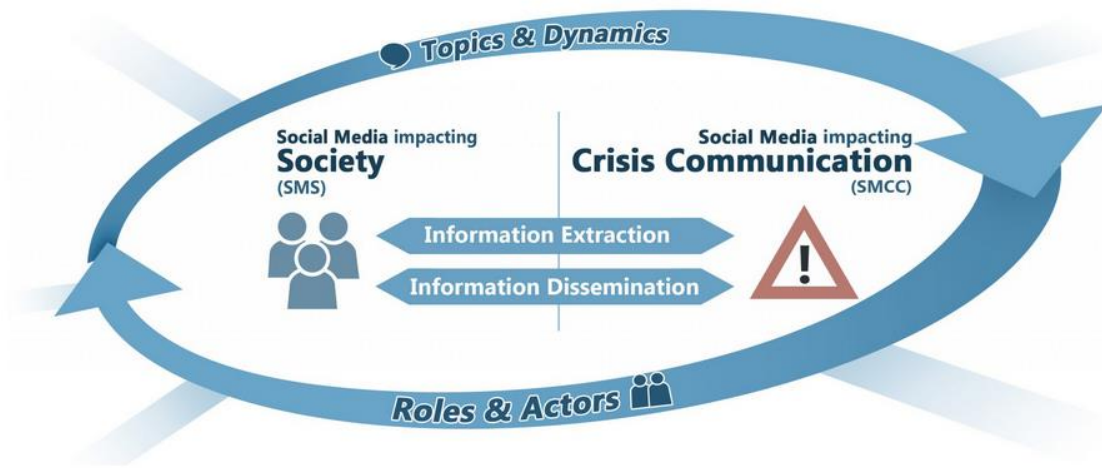 Topics & Dynamics
Social Media impacting
Society
(SMS)
Social Media impacting
Crisis Communication
(SMCC)
Information Extraction
Information Dissemination
!
Roles & Actors